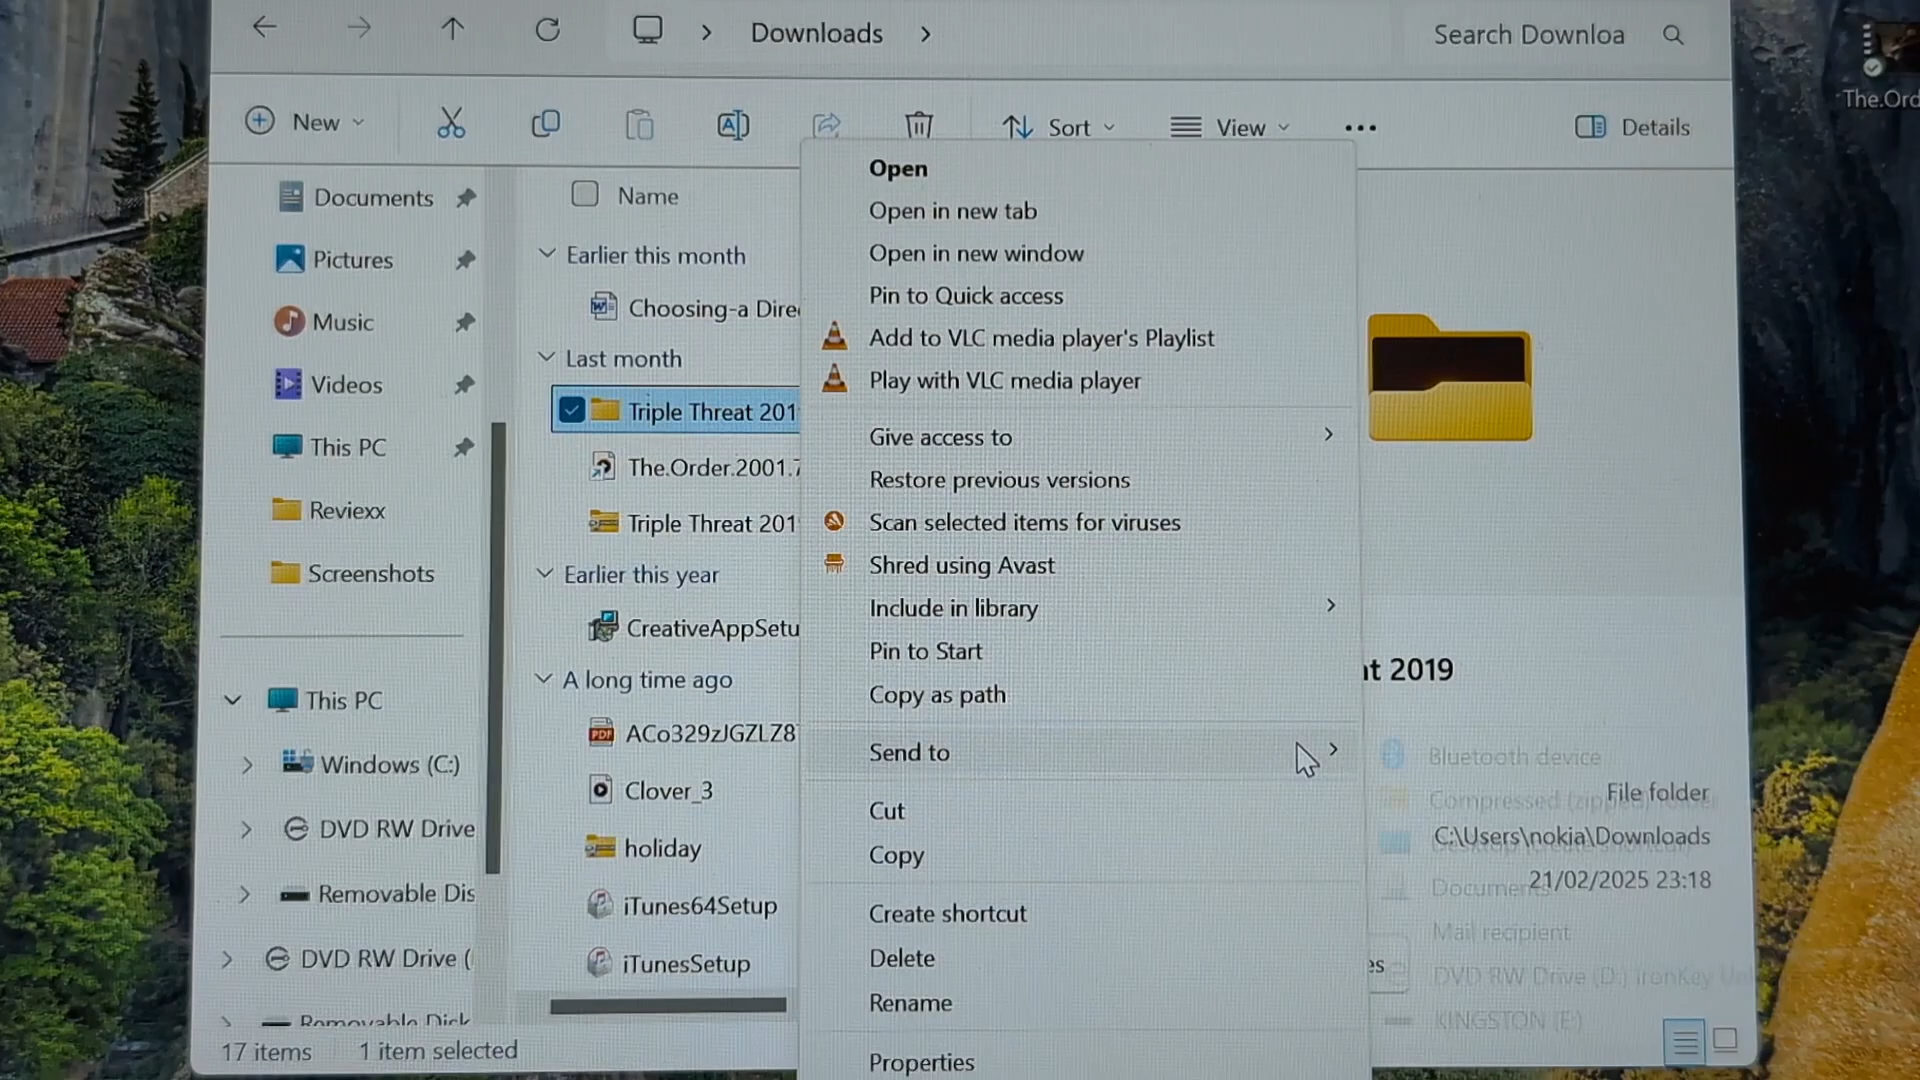 Downloads
Search Downloa
The.Ord
New
Sort
View
Details
Documents
Pictures
Music
Videos
This PC
Reviexx
Screenshots
This PC
Windows (C:)
DVD RW Drive
Removable Dis
DVD RW Drive (
Removable Disk
17 items
1 item selected
Name
Earlier this month
Choosing-a Dire
Last month
Triple Threat 201
The.Order.2001.7
Triple Threat 201
Earlier this year
CreativeAppSetu
A long time ago
ACo329zJGZLZ8
Clover_3
holiday
iTunes64Setup
iTunesSetup
Open
Open in new tab
Open in new window
Pin to Quick access
Add to VLC media player's Playlist
Play with VLC media player
Give access to
Restore previous versions
Scan selected items for viruses
Shred using Avast
Include in library
Pin to Start
Copy as path
Send to
Cut
Copy
Create shortcut
Delete
Rename
Properties
t 2019
Bluetooth device
Compressed (zipped)
File folder
C:\Users\nokia\Downloads
Documents
21/02/2025 23:18
Mail recipient
es
DVD RW Drive (D:) IronKey Un
KINGSTON (E:)